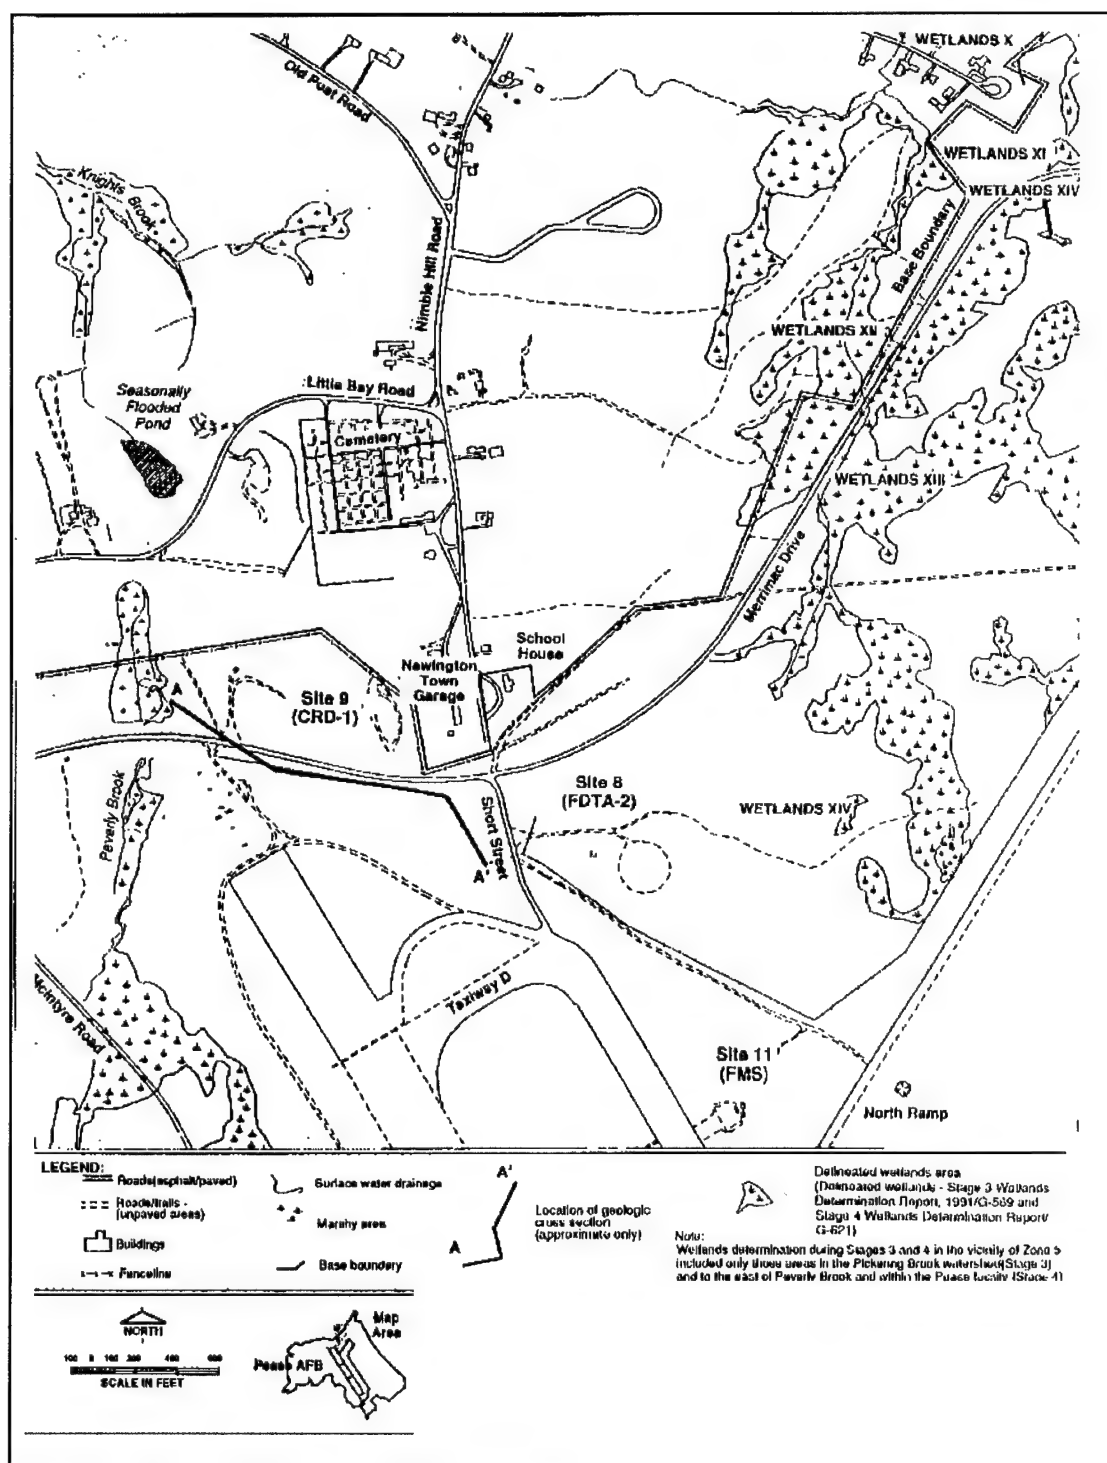 WETLANDS X
Old Post Road
WETLANDS XI
WETLANDS XIV
Knights
Brook
Nimble Hill Road
Base Boundary
WETLANDS XII
Little Bay Road
Seasonally
Flooded
Pond
Cemetery
WETLANDS XIII
Merrimac Drive
School
House
Newington
Town
Garage
A
Site 9
(CRD-1)
Peverly Brook
Site 8
(FDTA-2)
WETLANDS XIV
Short Street
A'
Taxiway D
McIntyre Road
Site 11
(FMS)
North Ramp
LEGEND:
Roads(asphalt/paved)
Roads/trails -
(unpaved areas)
Buildings
Fenceline
Surface water drainage
Marshy area
Base boundary
A'
A
Location of geologic
cross section
(approximate only)
Delineated wetlands area
(Delineated wetlands - Stage 3 Wetlands
Determination Report, 1991/G-569 and
Stage 4 Wetlands Determination Report/
G-621)
Note:
Wetlands determination during Stages 3 and 4 in the vicinity of Zone 5
included only those areas in the Pickering Brook watershed(Stage 3)
and to the east of Peverly Brook and within the Pease facility (Stage 4)
NORTH
100 0 100 200 400 600
SCALE IN FEET
Map
Area
Pease AFB